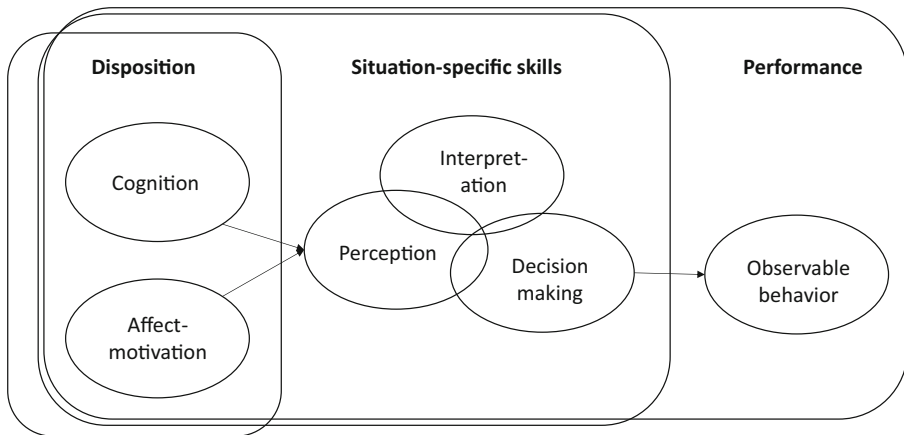 Disposition
Situation-specific skills
Performance
Cognition
Interpret-
ation
Perception
Decision
making
Observable
behavior
Affect-
motivation